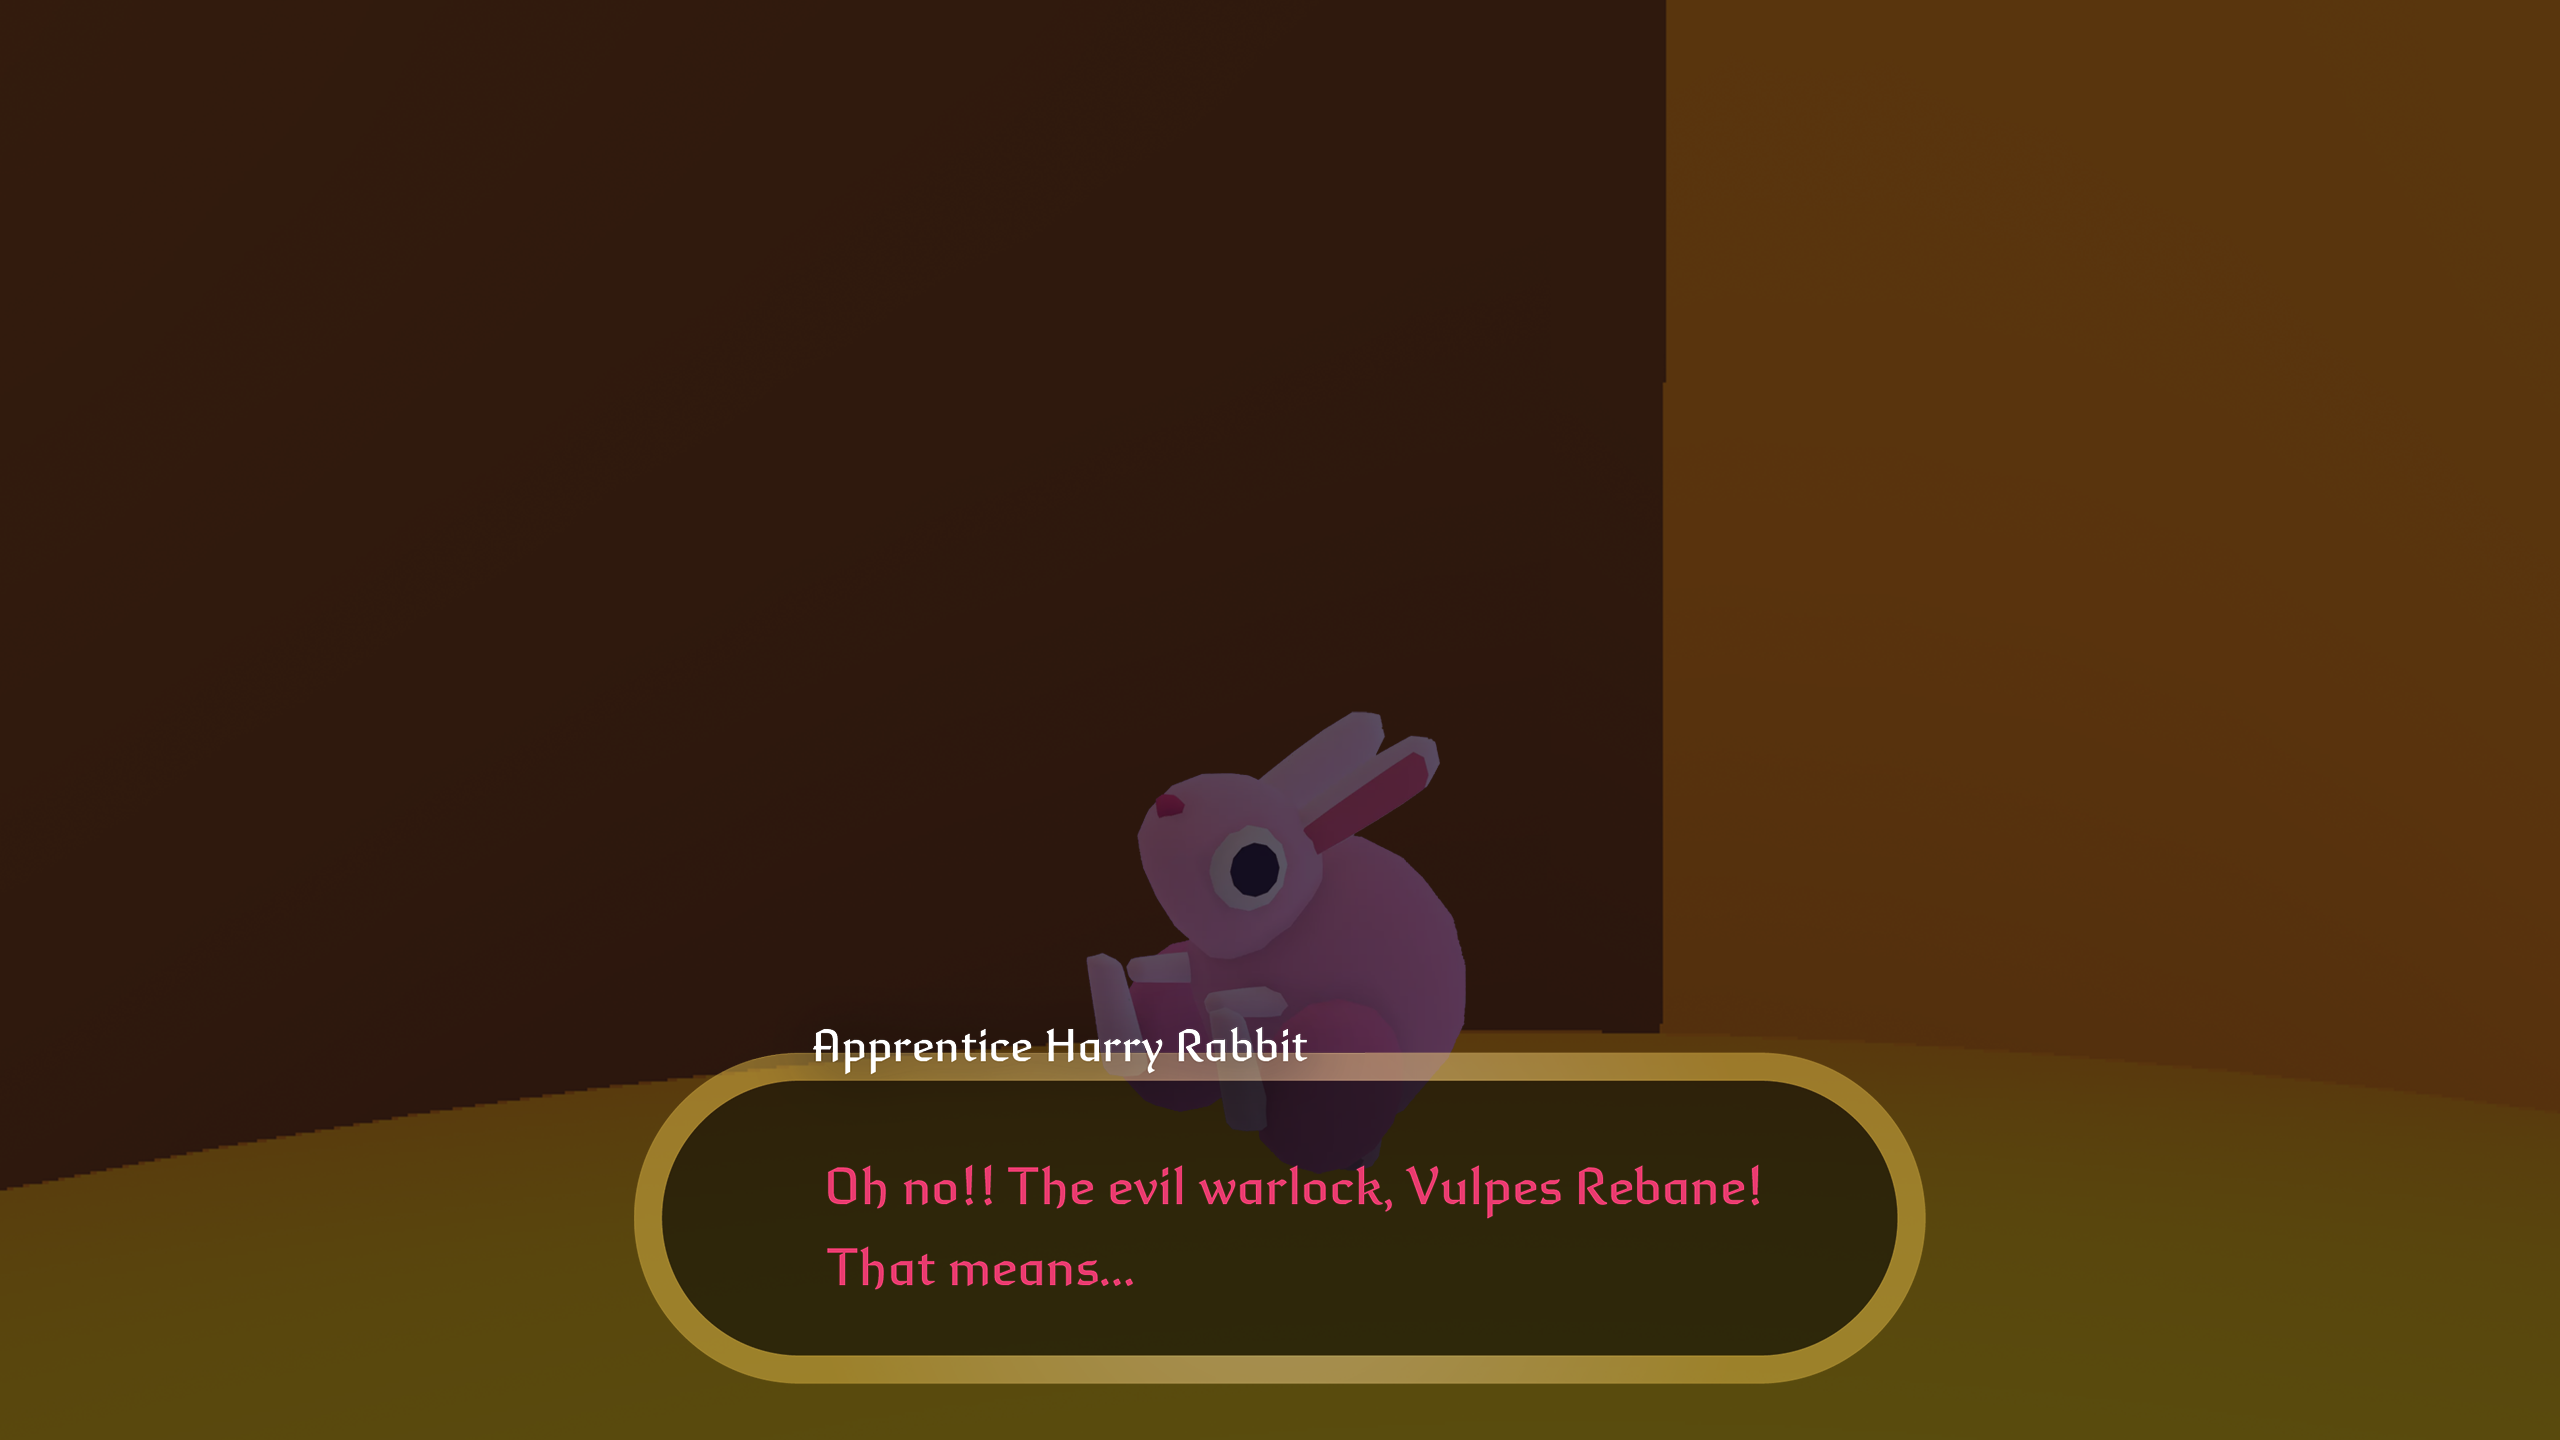 Apprentice Harry Rabbit
Oh no!! The evil warlock, Vulpes Rebane!
That means...